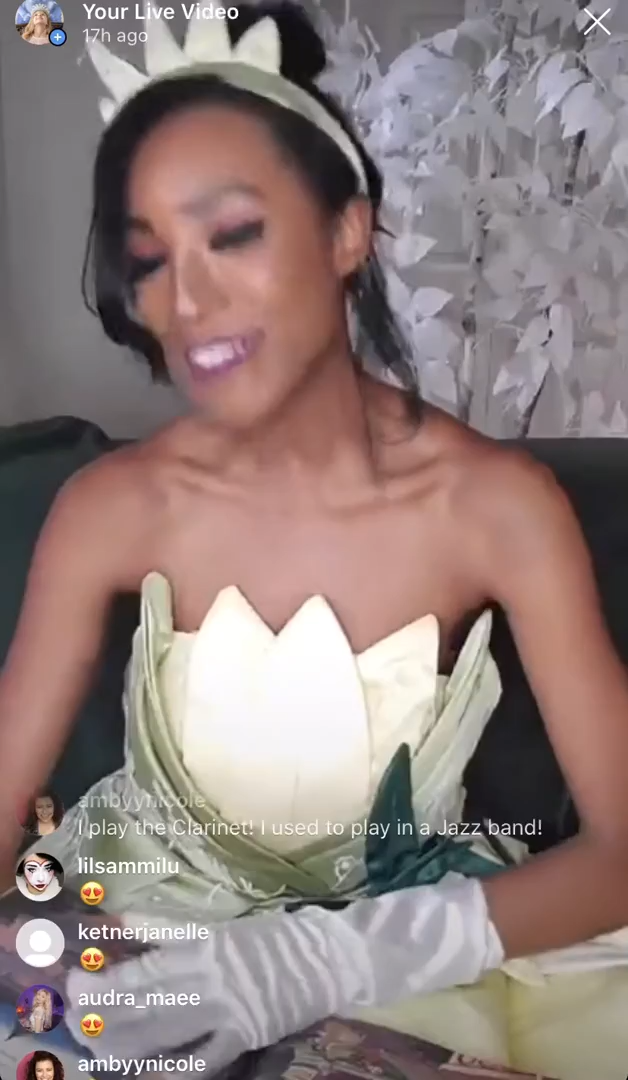 Your Live Video
17h ago
ambyynicole
I play the Clarinet! I used to play in a Jazz band!
lilsammilu
ketnerjanelle
audra_maee
ambyynicole